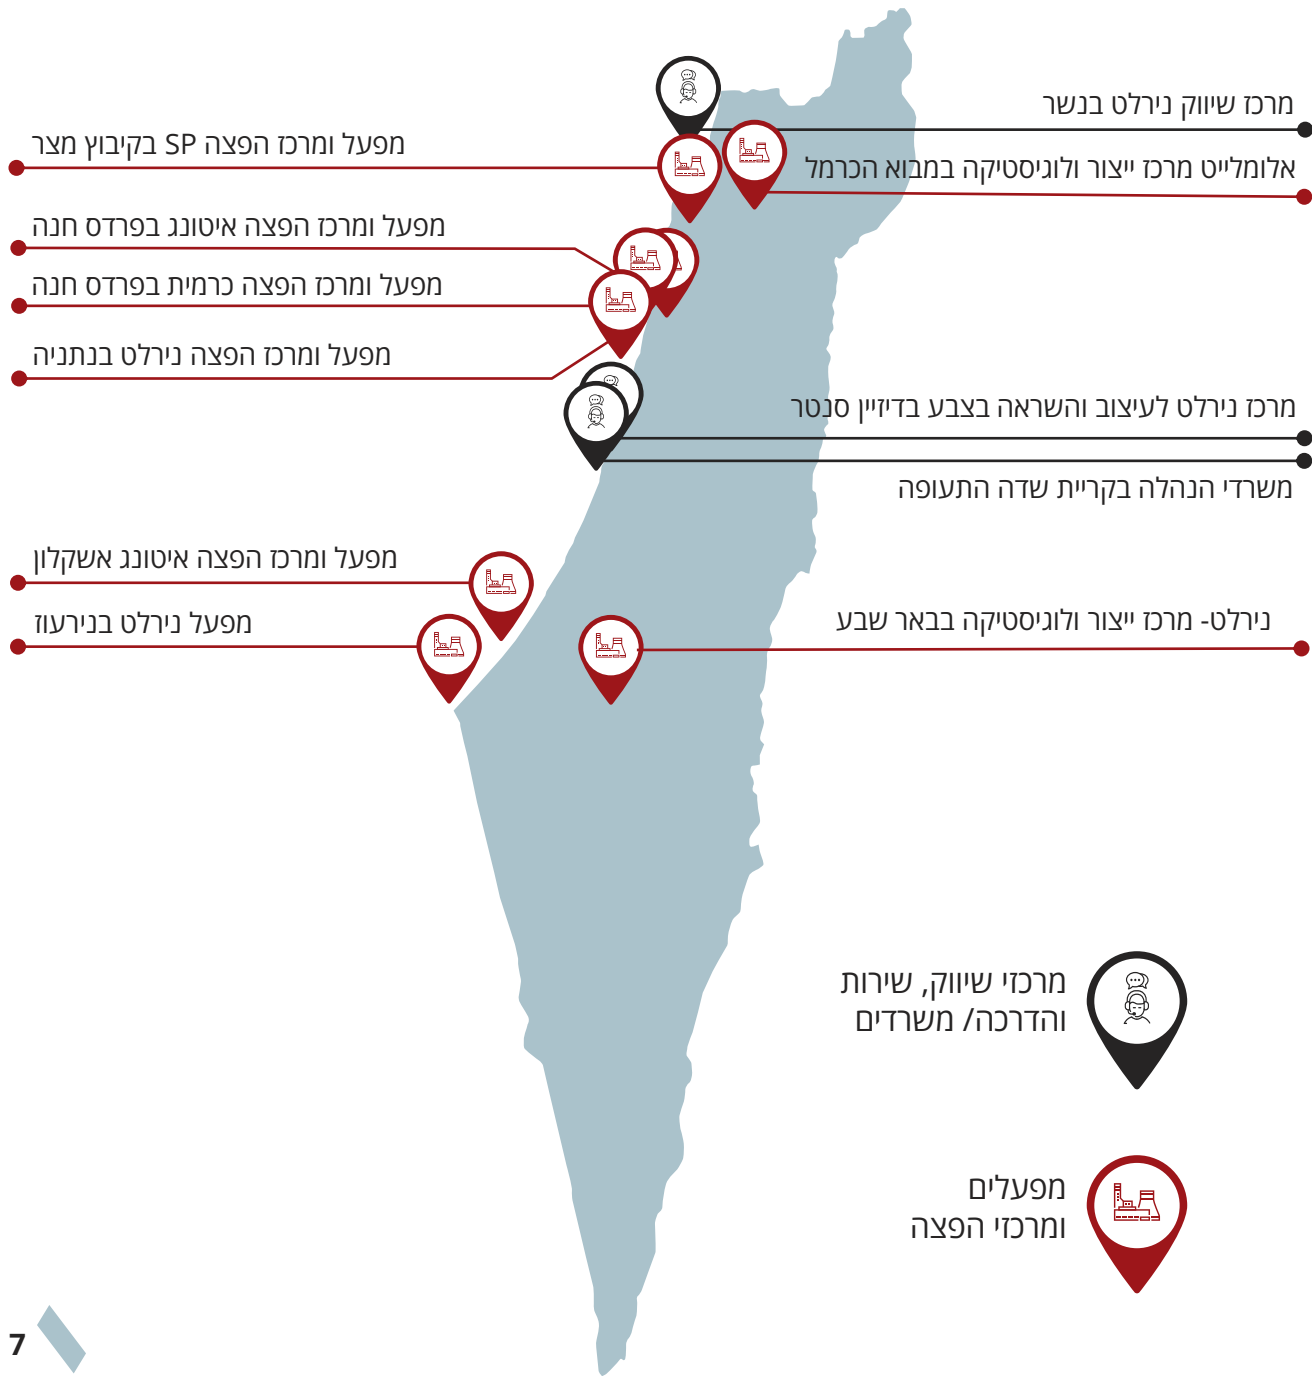 מרכז שיווק נירלט בנשר
מפעל ומרכז הפצה SP בקיבוץ מצר
אלומלייט מרכז ייצור ולוגיסטיקה במבוא הכרמל
מפעל ומרכז הפצה איטונג בפרדס חנה
מפעל ומרכז הפצה כרמית בפרדס חנה
מפעל ומרכז הפצה נירלט בנתניה
מרכז נירלט לעיצוב והשראה בצבע בדיזיין סנטר
משרדי הנהלה בקריית שדה התעופה
מפעל ומרכז הפצה איטונג אשקלון
נירלט- מרכז ייצור ולוגיסטיקה בבאר שבע
מפעל נירלט בנירעוז
מרכזי שיווק, שירות
והדרכה/ משרדים
מפעלים
ומרכזי הפצה
7